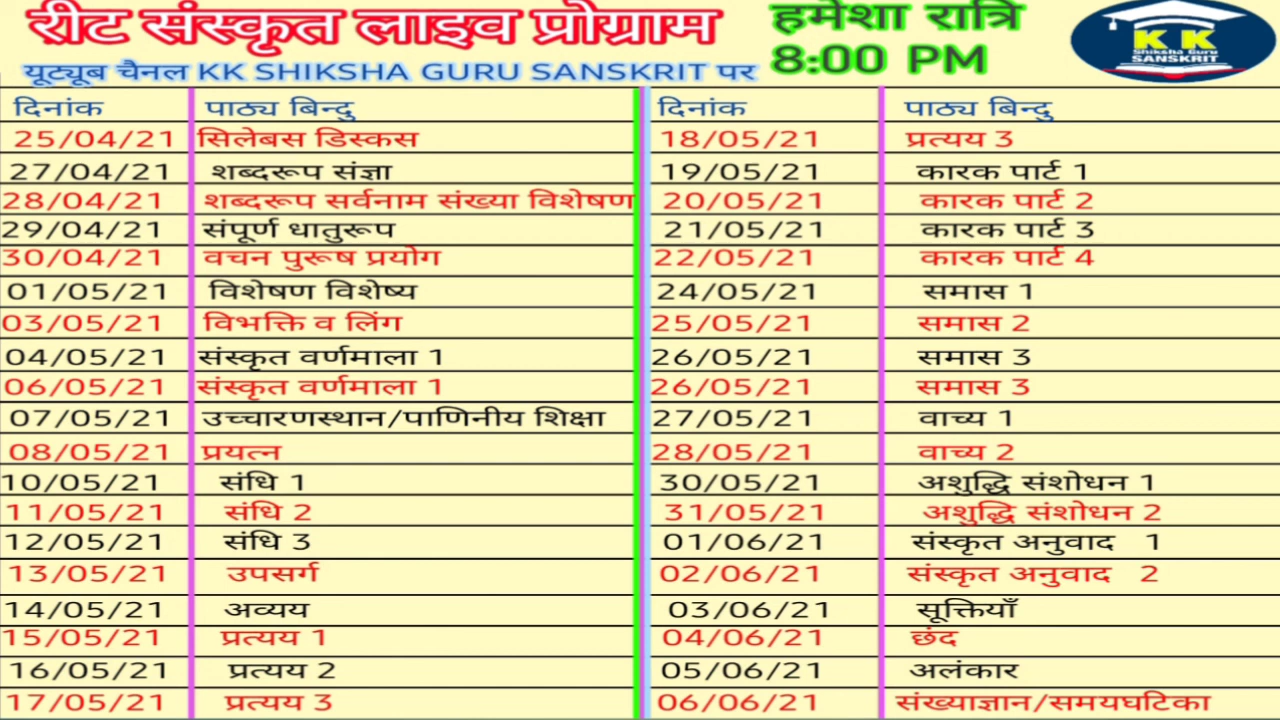 रीट संस्कृत लाइव प्रोग्राम
यूट्यूब चैनल KK SHIKSHA GURU SANSKRIT पर
हमेशा रात्रि
8:00 PM
K K
Shiksha Guru
SANSKRIT
दिनांक पाठ्य बिन्दु दिनांक पाठ्य बिन्दु
25/04/21 सिलेबस डिस्कस 18/05/21 प्रत्यय 3
27/04/21 शब्दरूप संज्ञा 19/05/21 कारक पार्ट 1
28/04/21 शब्दरूप सर्वनाम संख्या विशेषण 20/05/21 कारक पार्ट 2
29/04/21 संपूर्ण धातुरूप 21/05/21 कारक पार्ट 3
30/04/21 वचन पुरूष प्रयोग 22/05/21 कारक पार्ट 4
01/05/21 विशेषण विशेष्य 24/05/21 समास 1
03/05/21 विभक्ति व लिंग 25/05/21 समास 2
04/05/21 संस्कृत वर्णमाला 1 26/05/21 समास 3
06/05/21 संस्कृत वर्णमाला 1 26/05/21 समास 3
07/05/21 उच्चारणस्थान/पाणिनीय शिक्षा 27/05/21 वाच्य 1
08/05/21 प्रयत्न 28/05/21 वाच्य 2
10/05/21 संधि 1 30/05/21 अशुद्धि संशोधन 1
11/05/21 संधि 2 31/05/21 अशुद्धि संशोधन 2
12/05/21 संधि 3 01/06/21 संस्कृत अनुवाद 1
13/05/21 उपसर्ग 02/06/21 संस्कृत अनुवाद 2
14/05/21 अव्यय 03/06/21 सूक्तियाँ
15/05/21 प्रत्यय 1 04/06/21 छंद
16/05/21 प्रत्यय 2 05/06/21 अलंकार
17/05/21 प्रत्यय 3 06/06/21 संख्याज्ञान/समयघटिका